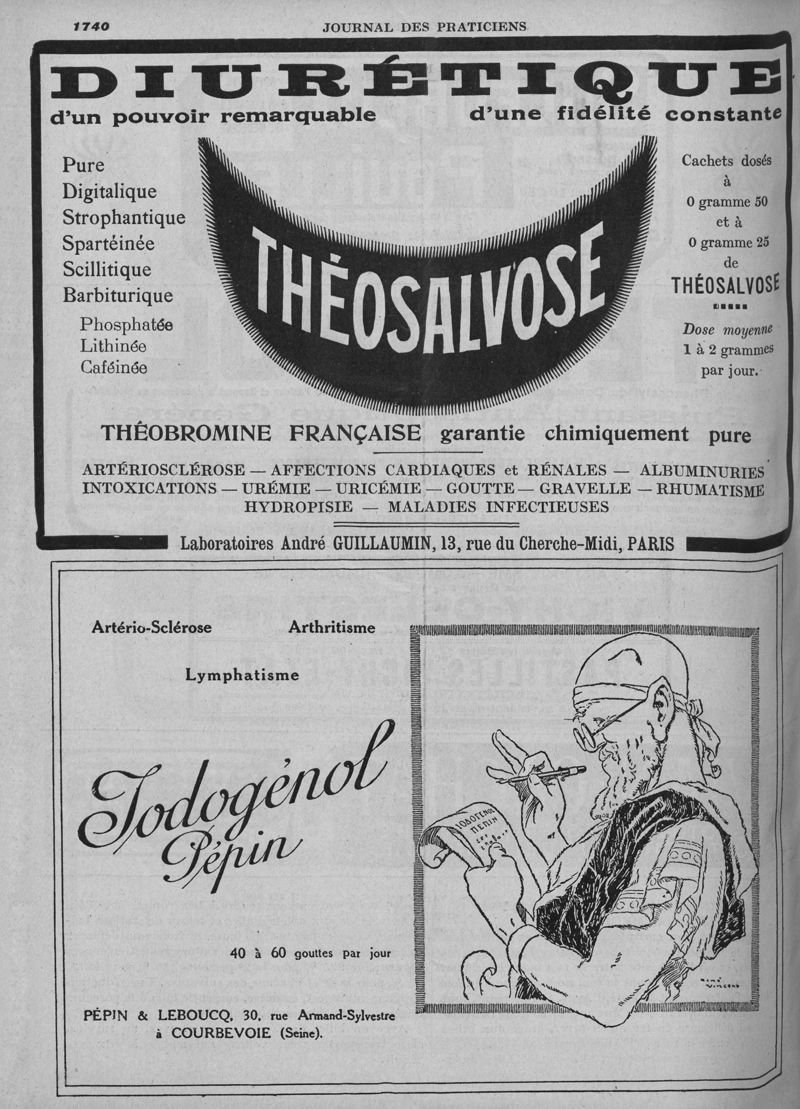 1740
JOURNAL DES PRATICIENS
DIURÉTIQUE
d'un pouvoir remarquable
d'une fidélité constante
Pure
Digitalique
Strophantique
Spartéinée
Scillitique
Barbiturique
Phosphatée
Lithinée
Caféinée
THÉOSALVOSE
Cachets dosés
à
0 gramme 50
et à
0 gramme 25
de
THÉOSALVOSE
Dose moyenne
1 à 2 grammes
par jour.
THÉOBROMINE FRANÇAISE garantie chimiquement pure
ARTÉRIOSCLÉROSE — AFFECTIONS CARDIAQUES et RÉNALES — ALBUMINURIES
INTOXICATIONS — URÉMIE — URICÉMIE — GOUTTE — GRAVELLE — RHUMATISME
HYDROPISIE — MALADIES INFECTIEUSES
Laboratoires André GUILLAUMIN, 13, rue du Cherche-Midi, PARIS
Artério-Sclérose
Arthritisme
Lymphatisme
Iodogénol
Pépin
PEPIN
40 à 60 gouttes par jour
René
Vincent
PÉPIN & LEBOUCQ, 30, rue Armand-Sylvestre
à COURBEVOIE (Seine).